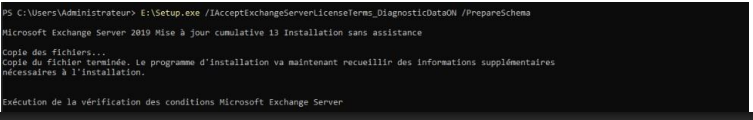 PS C:\Users\Administrateur> E:\Setup.exe /IAcceptExchangeServerLicenseTerms_DiagnosticDataON /PrepareSchema
Microsoft Exchange Server 2019 Mise à jour cumulative 13 Installation sans assistance
Copie des fichiers...
Copie du fichier terminée. Le programme d'installation va maintenant recueillir des informations supplémentaires
nécessaires à l'installation.
Exécution de la vérification des conditions Microsoft Exchange Server